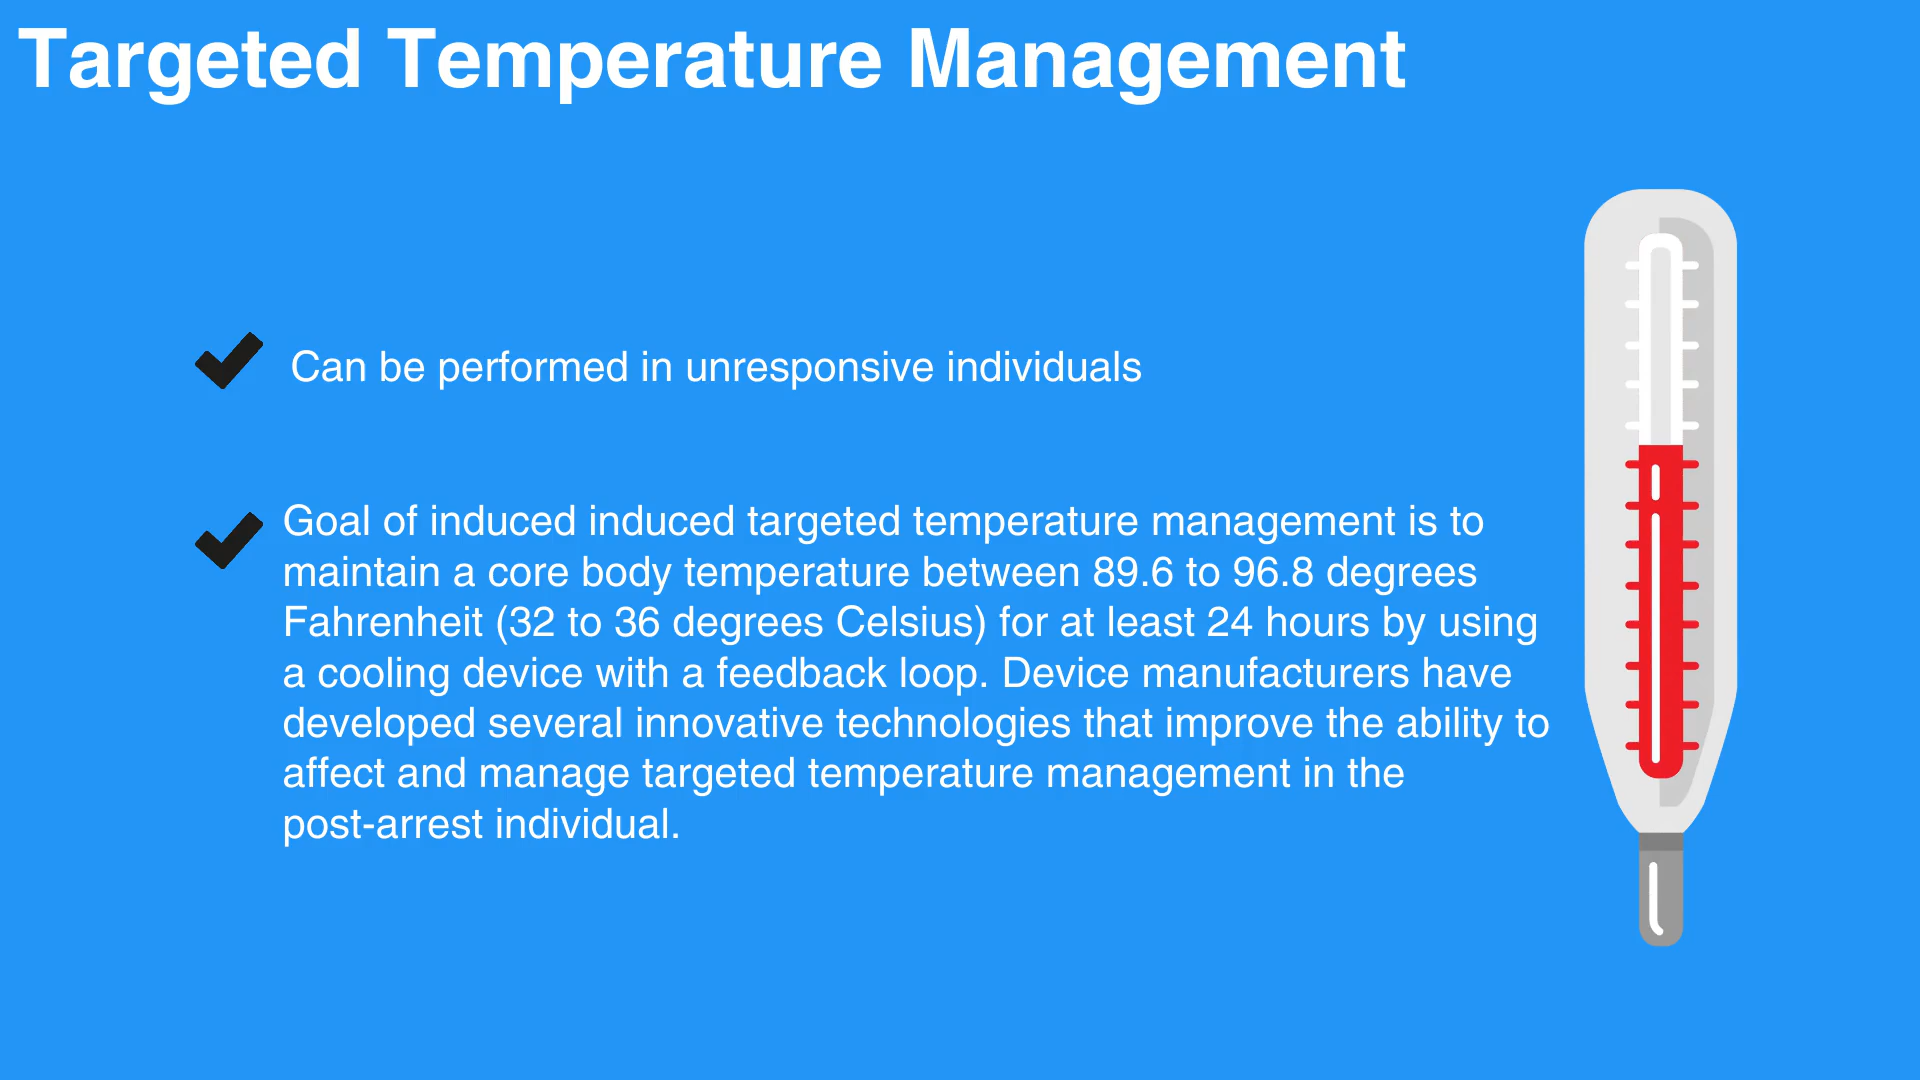 Targeted Temperature Management
Can be performed in unresponsive individuals
Goal of induced induced targeted temperature management is to
maintain a core body temperature between 89.6 to 96.8 degrees
Fahrenheit (32 to 36 degrees Celsius) for at least 24 hours by using
a cooling device with a feedback loop. Device manufacturers have
developed several innovative technologies that improve the ability to
affect and manage targeted temperature management in the
post-arrest individual.